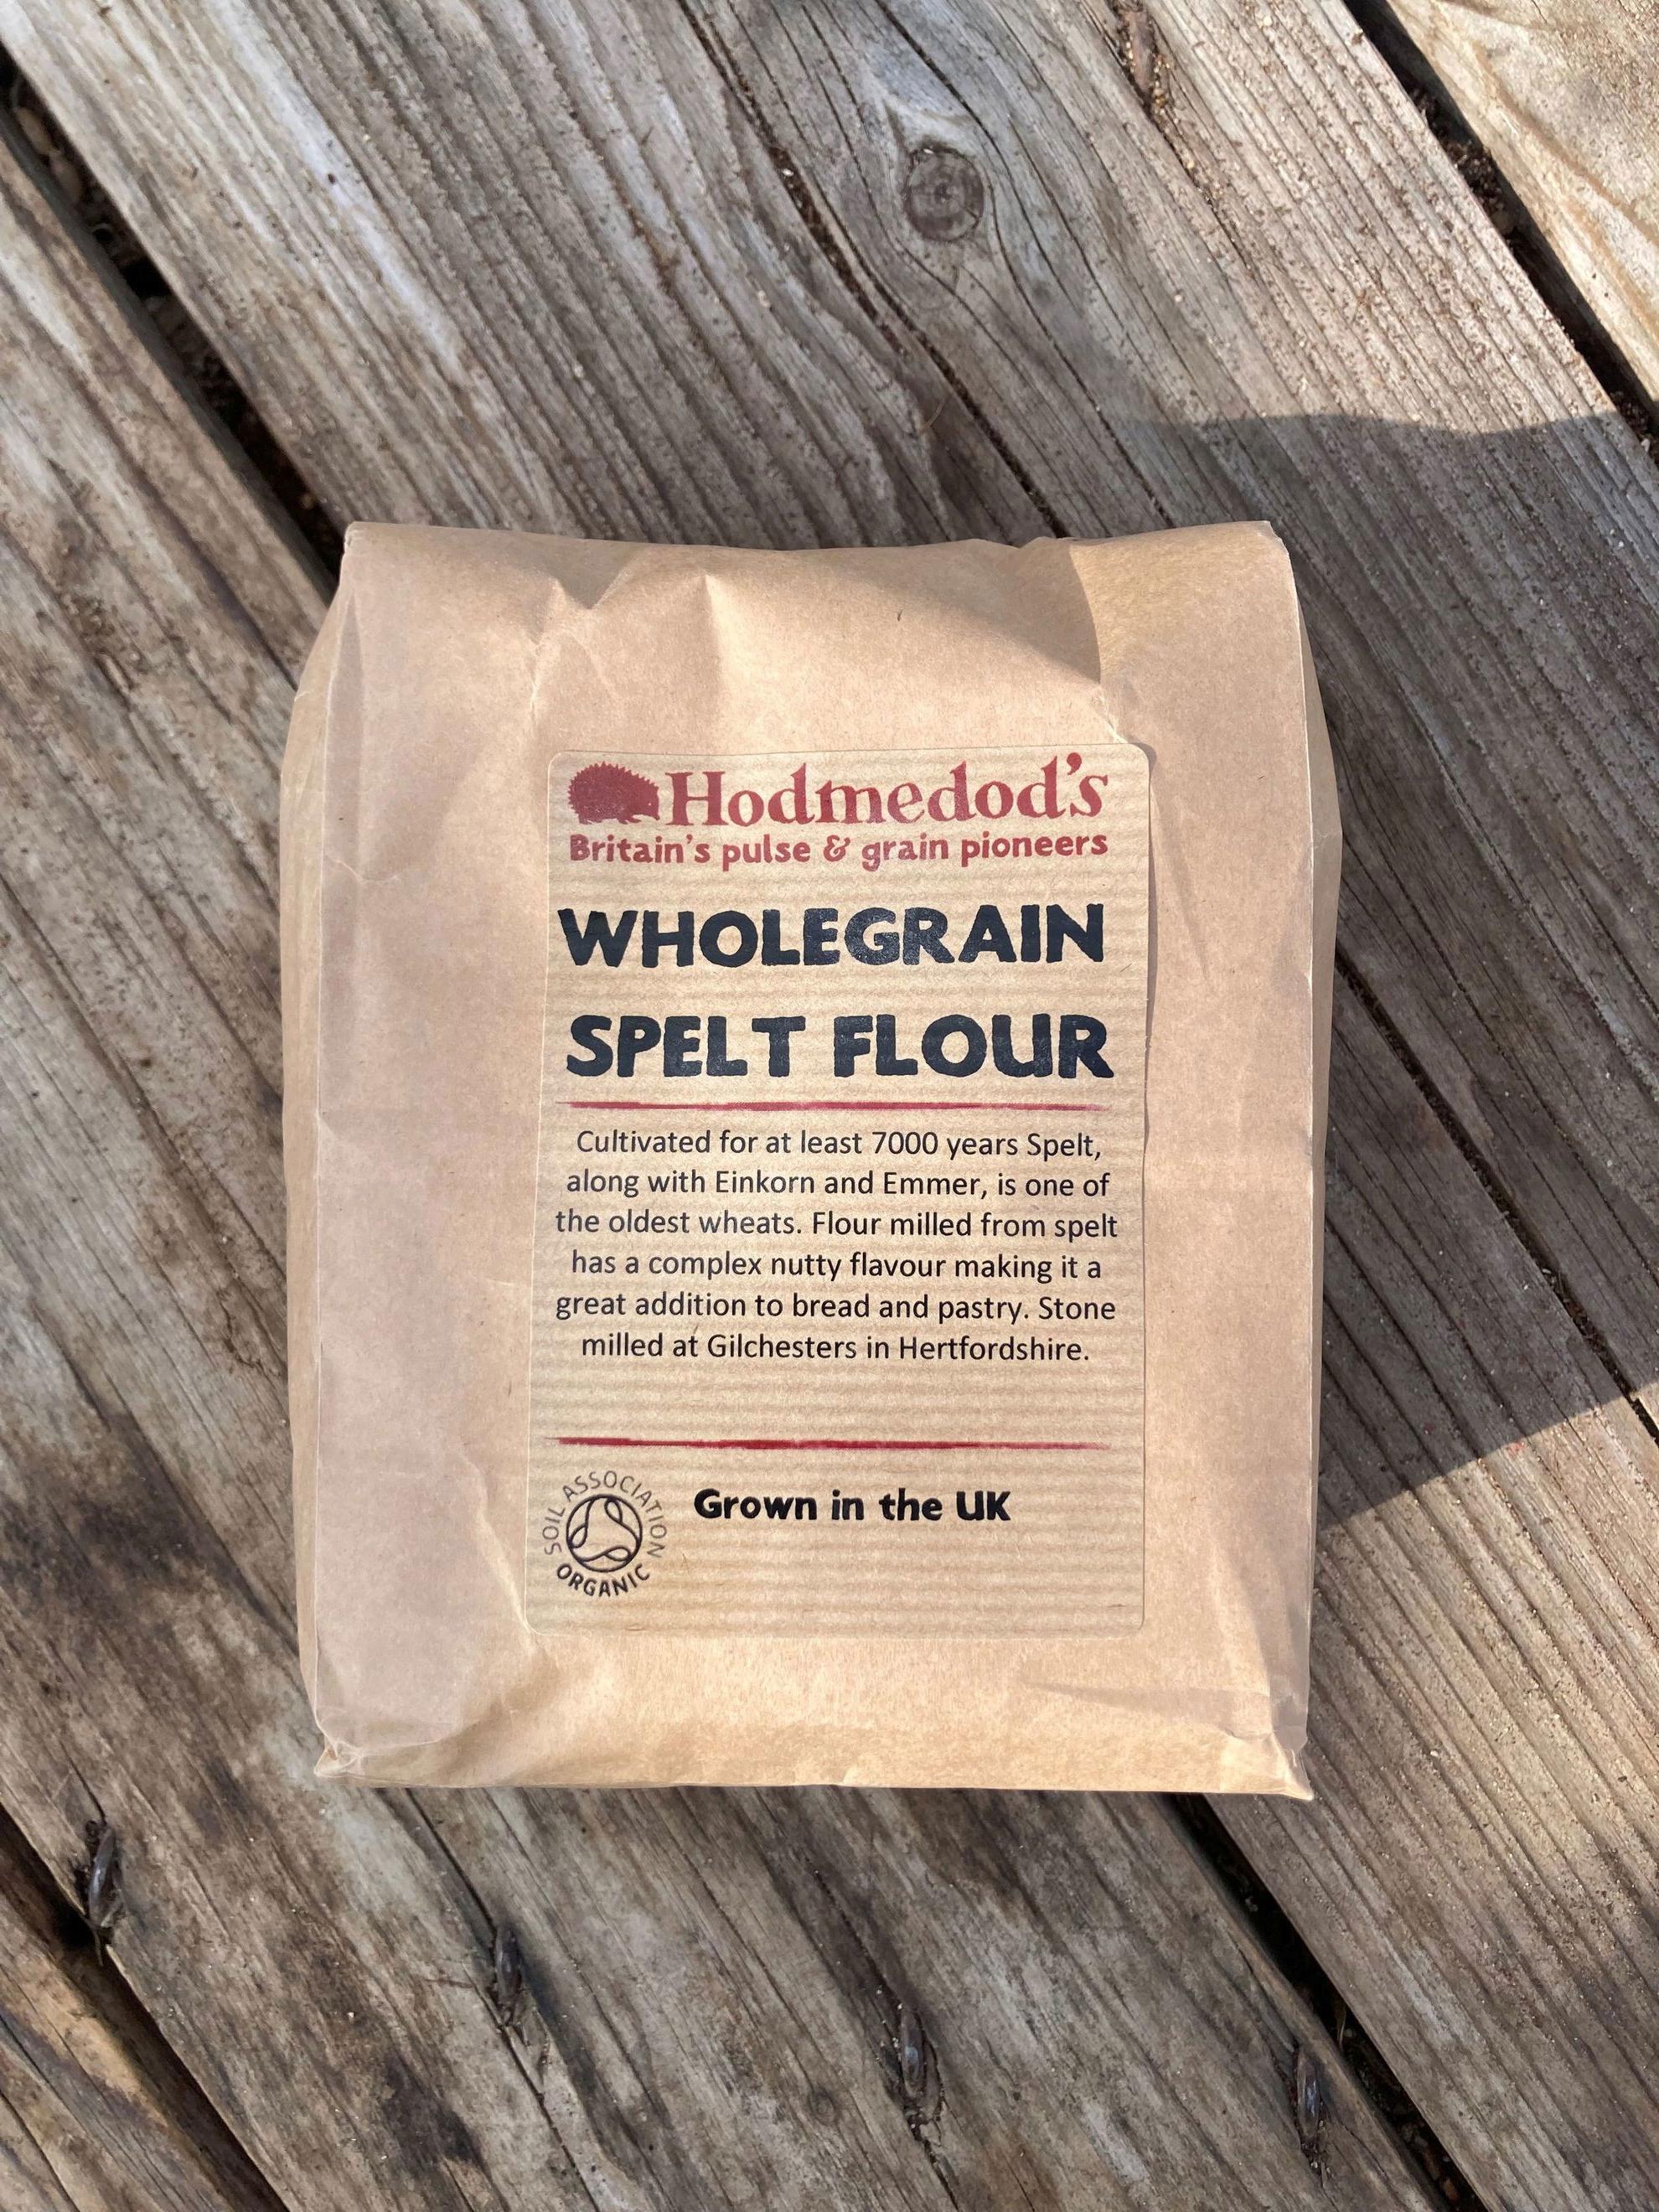 Hodmedod's
Britain's pulse & grain pioneers
WHOLEGRAIN
SPELT FLOUR
Cultivated for at least 7000 years Spelt,
along with Einkorn and Emmer, is one of
the oldest wheats. Flour milled from spelt
has a complex nutty flavour making it a
great addition to bread and pastry. Stone
milled at Gilchesters in Hertfordshire.
SOIL ASSOCIATION
ORGANIC
Grown in the UK